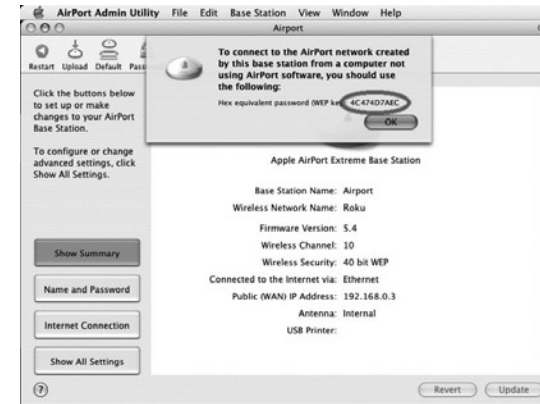 AirPort Admin Utility File Edit Base Station View Window Help
Airport
Restart Upload Default
To connect to the AirPort network created
by this base station from a computer not
using AirPort software, you should use
the following:
Hex equivalent password (WEP key): 4C474D7AEC
OK
Click the buttons below
to set up or make
changes to your AirPort
Base Station.
To configure or change
advanced settings, click
Show All Settings.
Show Summary
Name and Password
Internet Connection
Show All Settings
Apple AirPort Extreme Base Station
Base Station Name: Airport
Wireless Network Name: Roku
Firmware Version: 5.4
Wireless Channel: 10
Wireless Security: 40 bit WEP
Connected to the Internet via: Ethernet
Public (WAN) IP Address: 192.168.0.3
Antenna: Internal
USB Printer:
?
Revert Update